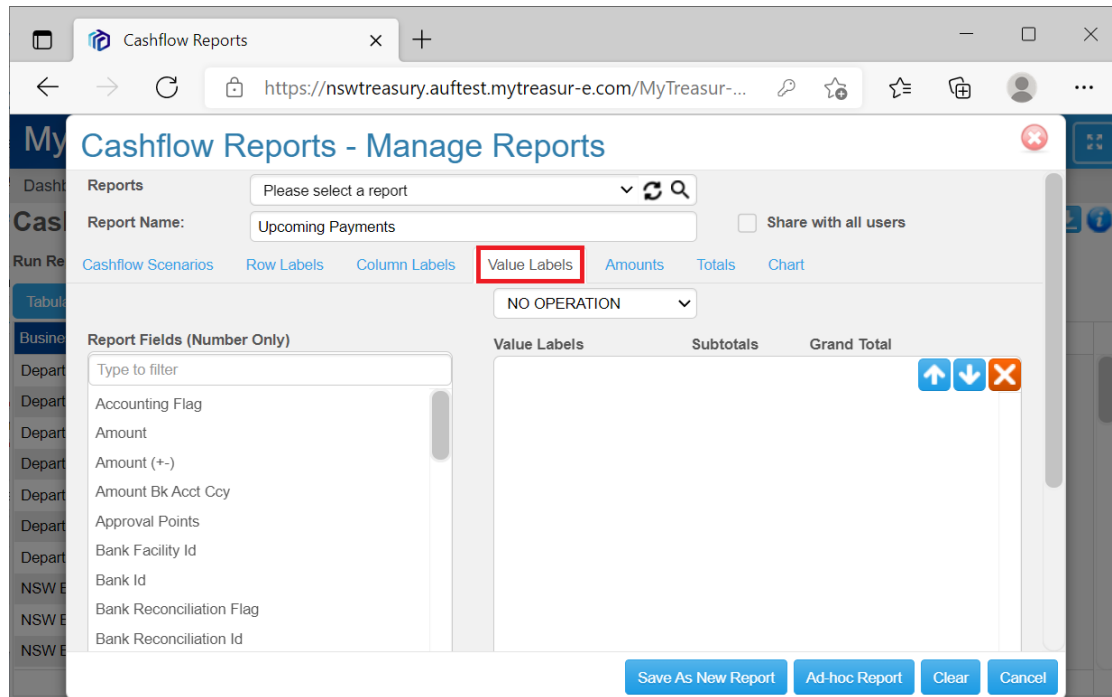 Cashflow Reports
https://nswtreasury.auftest.mytreasur-e.com/MyTreasur-...
My
Cashflow Reports - Manage Reports
Dashb
Reports
Please select a report
Cas
Report Name:
Upcoming Payments
Share with all users
Run Re
Cashflow Scenarios Row Labels Column Labels Value Labels Amounts Totals Chart
Tabula
NO OPERATION
Busine
Report Fields (Number Only)
Value Labels Subtotals Grand Total
Depart
Type to filter
Depart
Accounting Flag
Depart
Amount
Depart
Amount (+-)
Depart
Amount Bk Acct Ccy
Depart
Approval Points
Depart
Bank Facility Id
NSW E
Bank Id
NSW E
Bank Reconciliation Flag
NSW E
Bank Reconciliation Id
Save As New Report Ad-hoc Report Clear Cancel